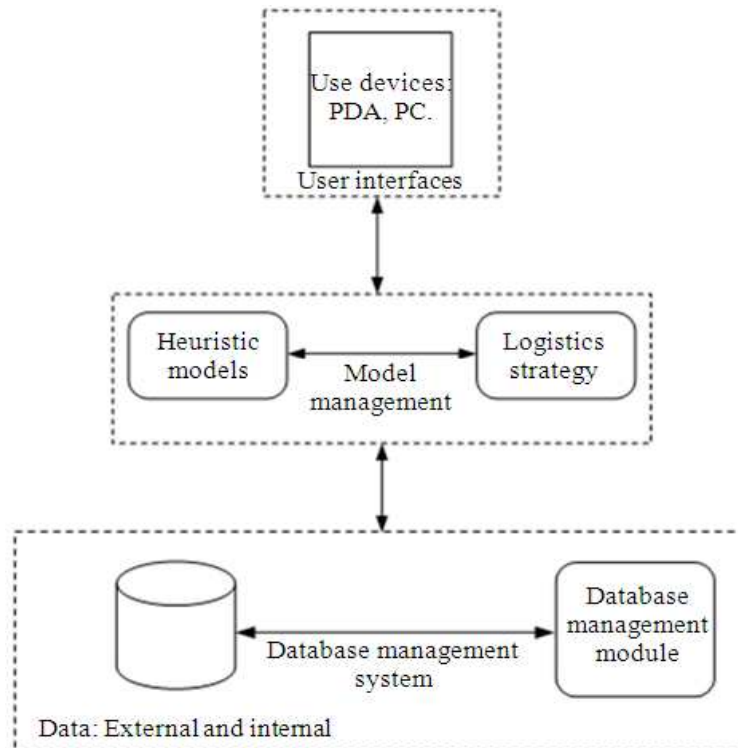 Use devices:
PDA, PC.
User interfaces
Heuristic
models
Model
management
Logistics
strategy
Database management
system
Database
management
module
Data: External and internal